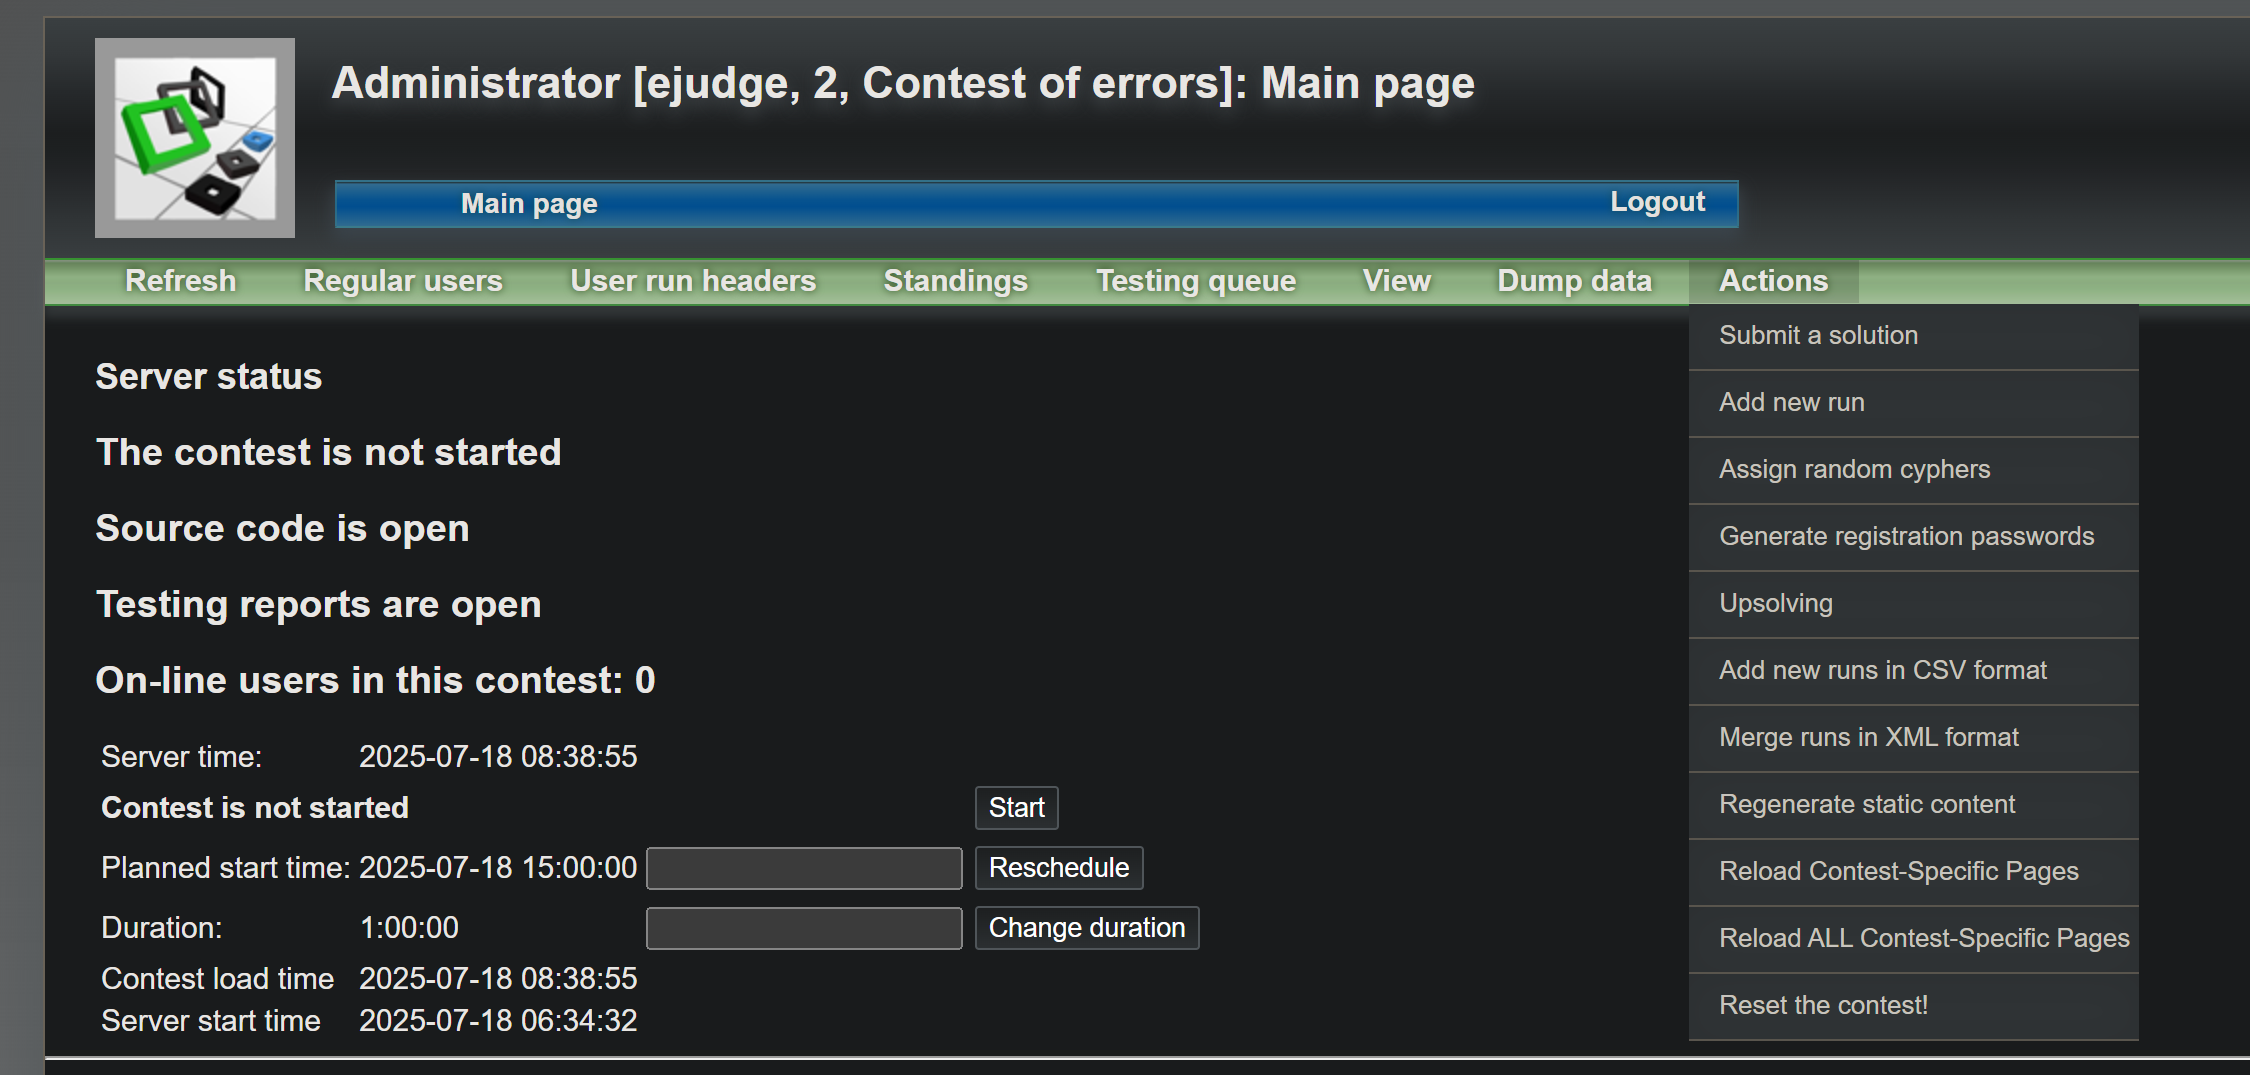 Administrator [ejudge, 2, Contest of errors]: Main page
Main page Logout
Refresh Regular users User run headers Standings Testing queue View Dump data Actions
Submit a solution
Add new run
Assign random cyphers
Generate registration passwords
Upsolving
Add new runs in CSV format
Merge runs in XML format
Regenerate static content
Reload Contest-Specific Pages
Reload ALL Contest-Specific Pages
Reset the contest!
Server status
The contest is not started
Source code is open
Testing reports are open
On-line users in this contest: 0
Server time: 2025-07-18 08:38:55
Contest is not started Start
Planned start time: 2025-07-18 15:00:00 Reschedule
Duration: 1:00:00 Change duration
Contest load time 2025-07-18 08:38:55
Server start time 2025-07-18 06:34:32